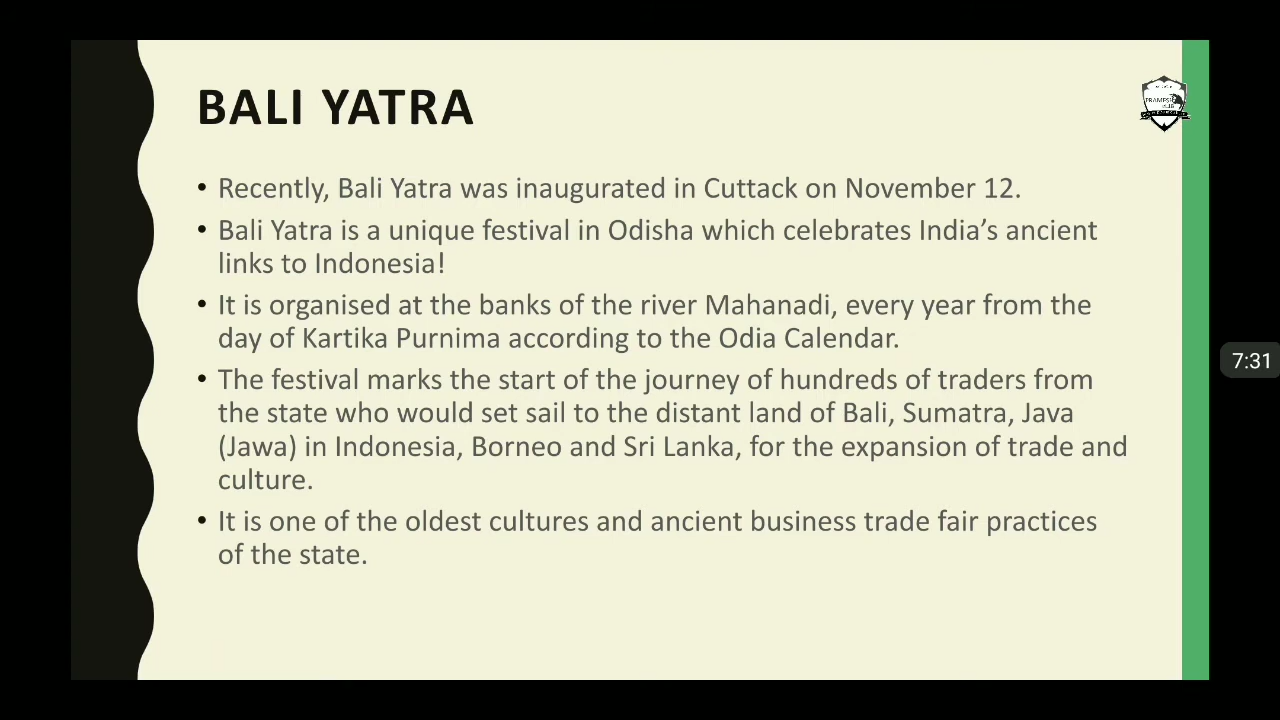 BALI YATRA
• Recently, Bali Yatra was inaugurated in Cuttack on November 12.
• Bali Yatra is a unique festival in Odisha which celebrates India’s ancient
links to Indonesia!
• It is organised at the banks of the river Mahanadi, every year from the
day of Kartika Purnima according to the Odia Calendar.
• The festival marks the start of the journey of hundreds of traders from
the state who would set sail to the distant land of Bali, Sumatra, Java
(Jawa) in Indonesia, Borneo and Sri Lanka, for the expansion of trade and
culture.
• It is one of the oldest cultures and ancient business trade fair practices
of the state.
7:31